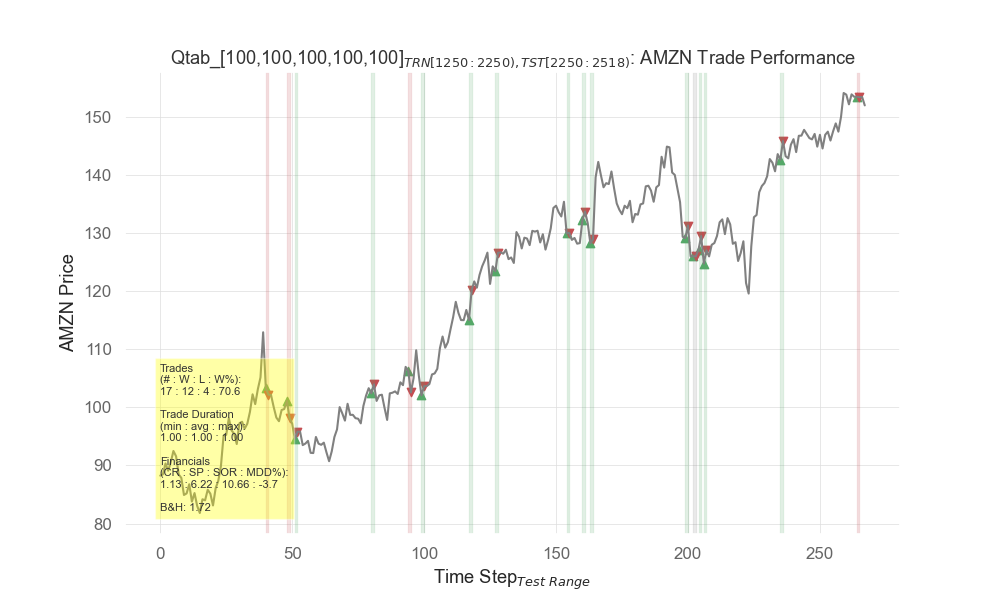 Qtab_[100,100,100,100,100]TRN[1250:2250),TST[2250:2518): AMZN Trade Performance
AMZN Price
150
140
130
120
110
100
90
80
Trades
(# : W : L : W%):
17 : 12 : 4 : 70.6
Trade Duration
(min : avg : max):
1.00 : 1.00 : 1.00
Financials
(CR : SP : SOR : MDD%):
1.13 : 6.22 : 10.66 : -3.7
B&H: 1.72
0 50 100 150 200 250
Time StepTest Range